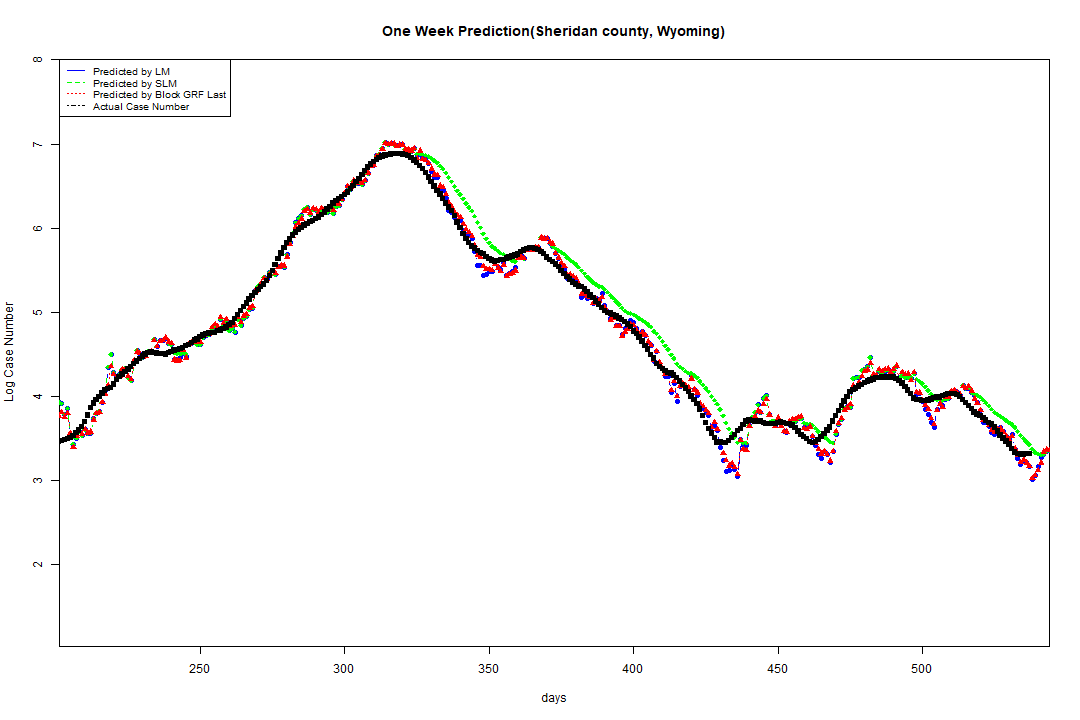 One Week Prediction(Sheridan county, Wyoming)
Predicted by LM
Predicted by SLM
Predicted by Block GRF Last
Actual Case Number
8
7
6
5
4
3
2
Log Case Number
250 300 350 400 450 500
days